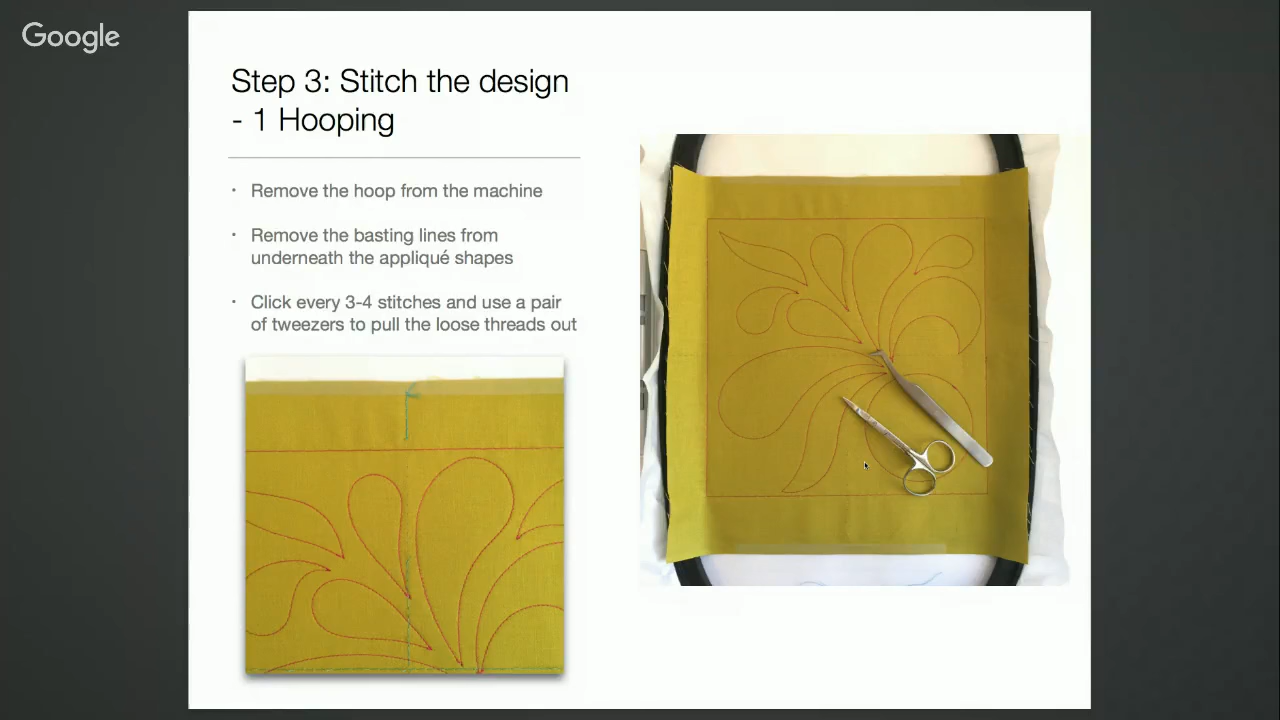 Google
Step 3: Stitch the design
- 1 Hooping
• Remove the hoop from the machine
• Remove the basting lines from
underneath the appliqué shapes
• Click every 3-4 stitches and use a pair
of tweezers to pull the loose threads out